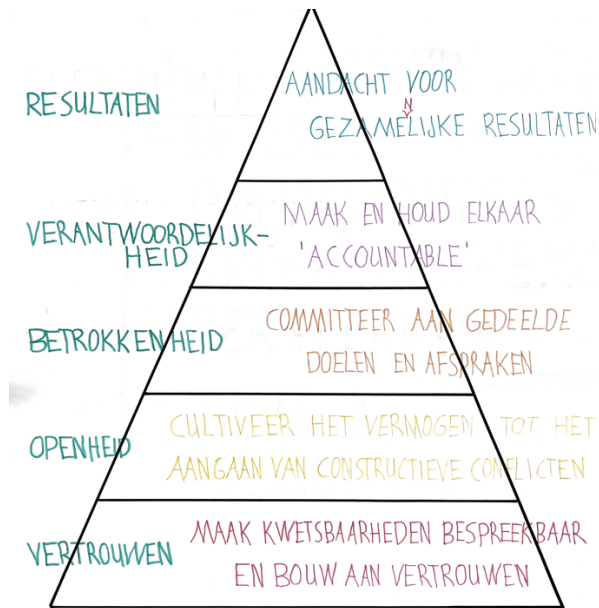 RESULTATEN
AANDACHT VOOR
N
GEZAMELIJKE RESULTATEN
VERANTWOORDELIJK-
HEID
MAAK EN HOUD ELKAAR
'ACCOUNTABLE'
BETROKKENHEID
COMMITTEER AAN GEDEELDE
DOELEN EN AFSPRAKEN
OPENHEID
CULTIVEER HET VERMOGEN TOT HET
AANGAAN VAN CONSTRUCTIEVE CONFLICTEN
VERTROUWEN
MAAK KWETSBAARHEDEN BESPREEKBAAR
EN BOUW AAN VERTROUWEN